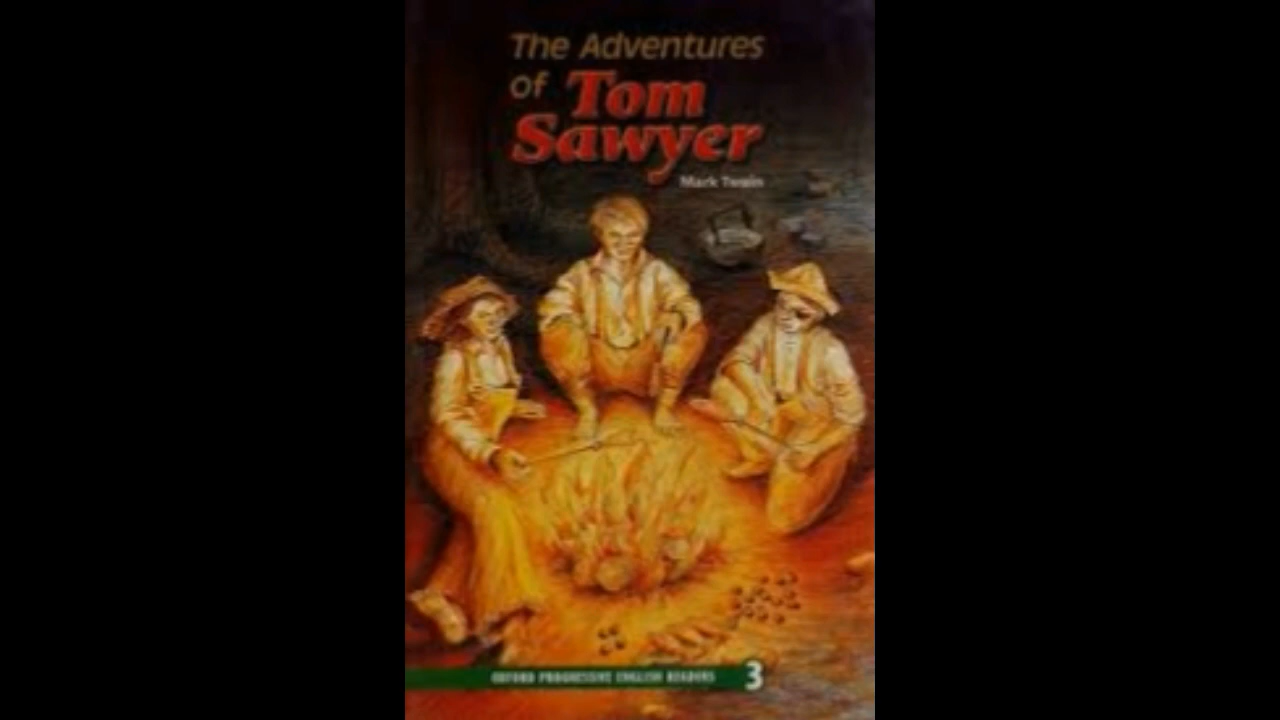 The Adventures
of Tom
Sawyer
Mark Twain
OXFORD PROGRESSIVE ENGLISH READERS 3